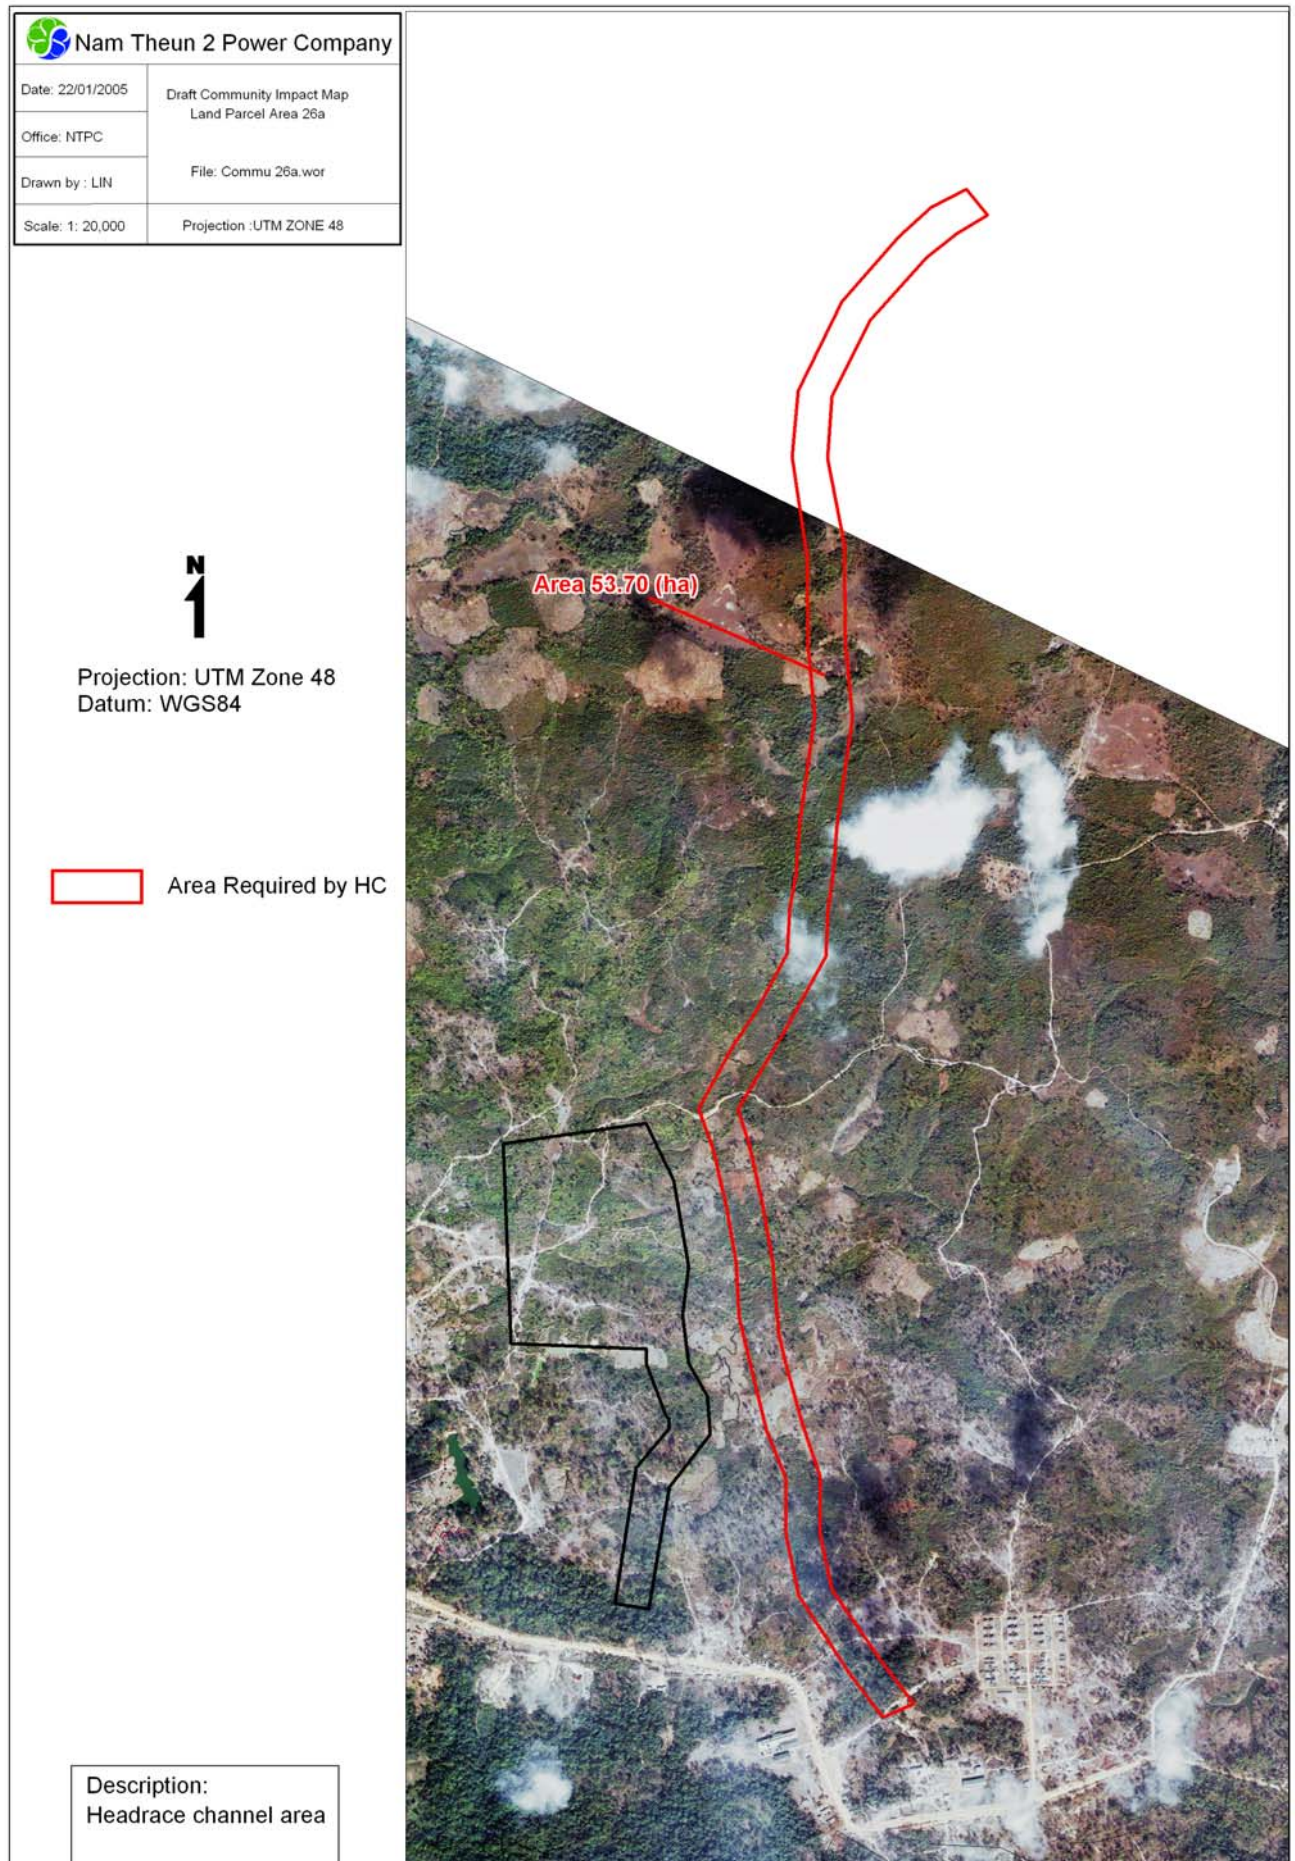 Nam Theun 2 Power Company
Date: 22/01/2005
Draft Community Impact Map
Land Parcel Area 26a
Office: NTPC
File: Commu 26a.wor
Drawn by : LIN
Scale: 1: 20,000
Projection :UTM ZONE 48
Area 53.70 (ha)
N
Projection: UTM Zone 48
Datum: WGS84
Area Required by HC
Description:
Headrace channel area